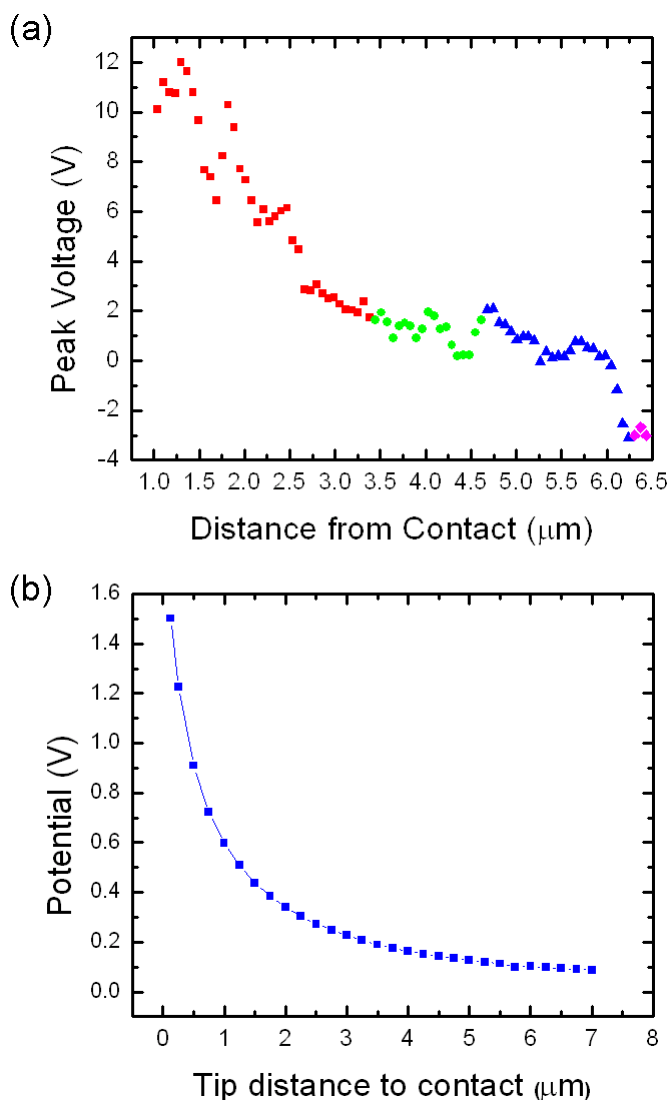 (a)
12
10
8
6
4
2
0
-2
-4
Peak Voltage (V)
1.0 1.5 2.0 2.5 3.0 3.5 4.0 4.5 5.0 5.5 6.0 6.5
Distance from Contact (μm)
(b)
1.6
1.4
1.2
1.0
0.8
0.6
0.4
0.2
0.0
Potential (V)
0 1 2 3 4 5 6 7 8
Tip distance to contact (μm)